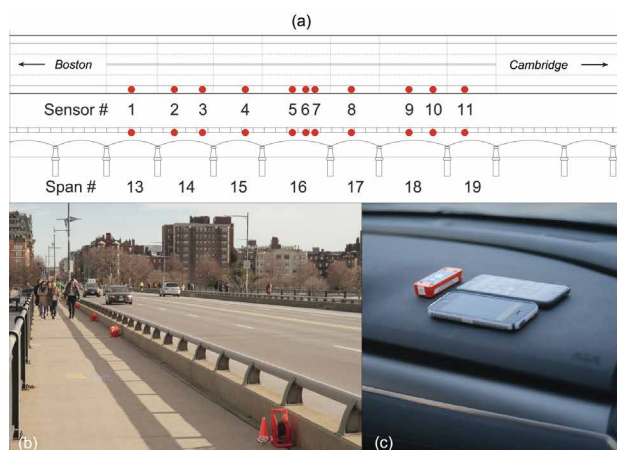 (a)
Boston Cambridge
Sensor # 1 2 3 4 5 6 7 8 9 10 11
Span # 13 14 15 16 17 18 19
(b) (c)